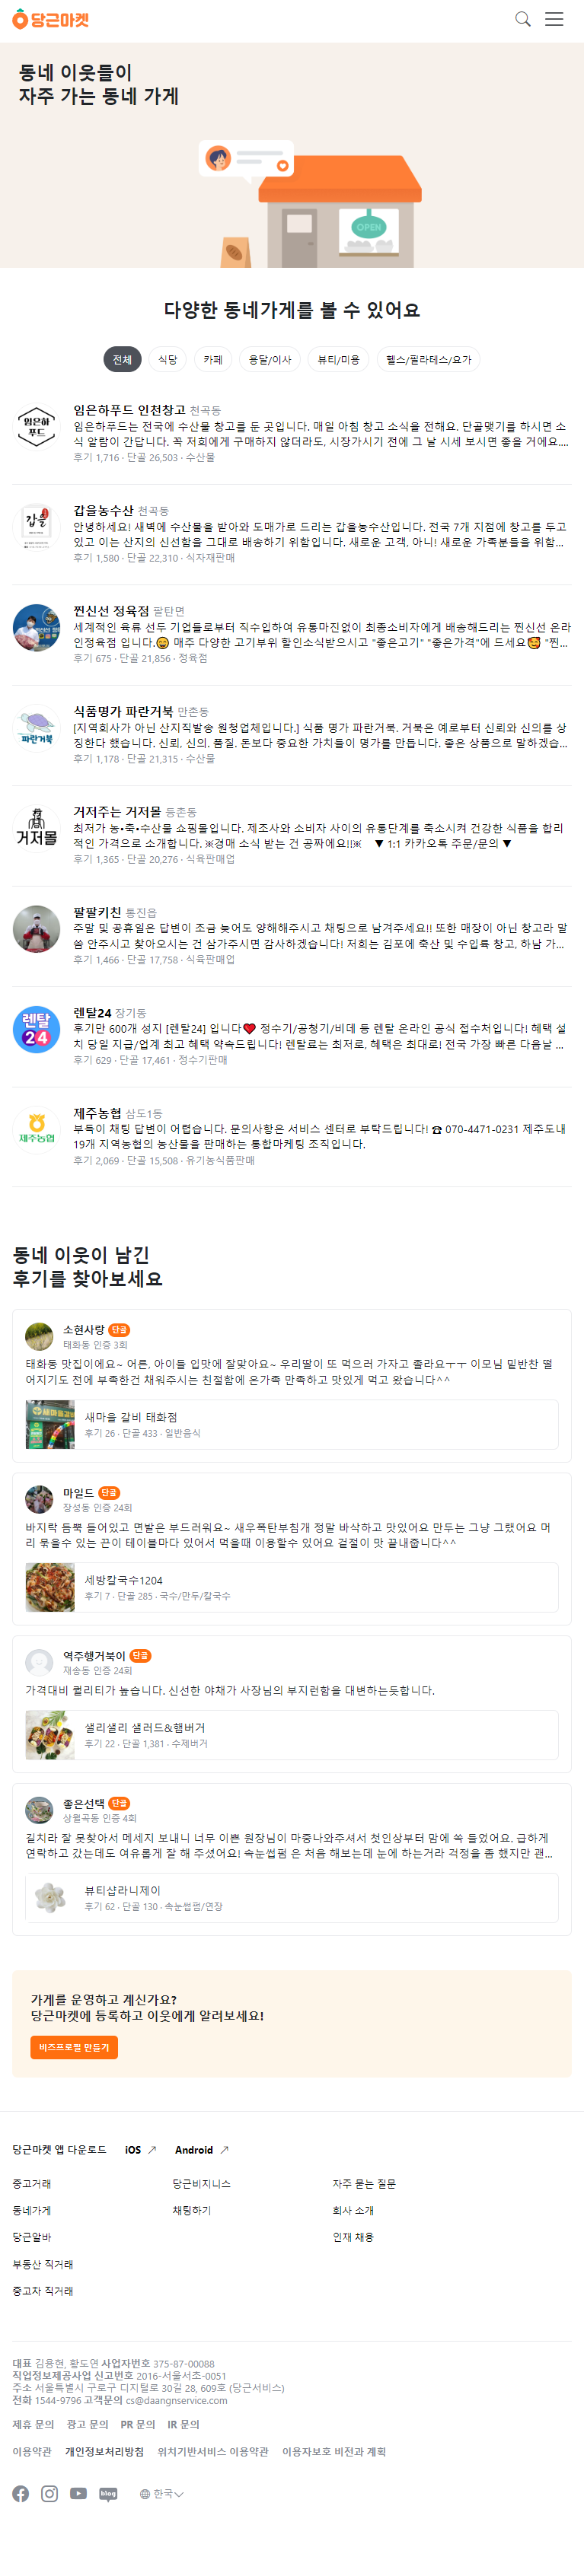 당근마켓
동네 이웃들이
자주 가는 동네 가게
OPEN
다양한 동네가게를 볼 수 있어요
전체 식당 카페 용달/이사 뷰티/미용 헬스/필라테스/요가
임은하푸드
임은하푸드 인천창고 천곡동
임은하푸드는 전국에 수산물 창고를 둔 곳입니다. 매일 아침 창고 소식을 전해요. 단골맺기를 하시면 소
식 알람이 간답니다. 꼭 저희에게 구매하지 않더라도, 시장가시기 전에 그 날 시세 보시면 좋을 거에요....
후기 1,716 · 단골 26,503 · 수산물
갑을
갑을농수산 천곡동
안녕하세요! 새벽에 수산물을 받아와 도매가로 드리는 갑을농수산입니다. 전국 7개 지점에 창고를 두고
있고 이는 산지의 신선함을 그대로 배송하기 위함입니다. 새로운 고객, 아니! 새로운 가족분들을 위함...
후기 1,580 · 단골 22,310 · 식자재판매
찐신선 정육점 팔탄면
세계적인 육류 선두 기업들로부터 직수입하여 유통마진없이 최종소비자에게 배송해드리는 찐신선 온라
인정육점 입니다.😄 매주 다양한 고기부위 할인소식받으시고 "좋은고기" "좋은가격"에 드세요🥰 "찐...
후기 675 · 단골 21,856 · 정육점
파란거북
식품명가 파란거북 만촌동
[지역회사가 아닌 산지직발송 원청업체입니다.] 식품 명가 파란거북. 거북은 예로부터 신뢰와 신의를 상
징한다 했습니다. 신뢰, 신의, 품질. 돈보다 중요한 가치들이 명가를 만듭니다. 좋은 상품으로 말하겠습...
후기 1,178 · 단골 21,315 · 수산물
거저몰
거저주는 거저몰 등촌동
최저가 농•축•수산물 쇼핑몰입니다. 제조사와 소비자 사이의 유통단계를 축소시켜 건강한 식품을 합리
적인 가격으로 소개합니다. ※경매 소식 받는 건 공짜에요!!※ ▼ 1:1 카카오톡 주문/문의 ▼
후기 1,365 · 단골 20,276 · 식육판매업
팔팔키친 통진읍
주말 및 공휴일은 답변이 조금 늦어도 양해해주시고 채팅으로 남겨주세요!! 또한 매장이 아닌 창고라 말
씀 안주시고 찾아오시는 건 삼가주시면 감사하겠습니다! 저희는 김포에 축산 및 수입륙 창고, 하남 가...
후기 1,466 · 단골 17,758 · 식육판매업
렌탈 24
렌탈24 장기동
후기만 600개 성지 [렌탈24] 입니다❤️ 정수기/공청기/비데 등 렌탈 온라인 공식 접수처입니다! 혜택 설
치 당일 지급/업계 최고 혜택 약속드립니다! 렌탈료는 최저로, 혜택은 최대로! 전국 가장 빠른 다음날 ...
후기 629 · 단골 17,461 · 정수기판매
제주농협
제주농협 삼도1동
부득이 채팅 답변이 어렵습니다. 문의사항은 서비스 센터로 부탁드립니다! ☎ 070-4471-0231 제주도내
19개 지역농협의 농산물을 판매하는 통합마케팅 조직입니다.
후기 2,069 · 단골 15,508 · 유기농식품판매
동네 이웃이 남긴
후기를 찾아보세요
소현사랑 단골
태화동 인증 3회
태화동 맛집이에요~ 어른, 아이들 입맛에 잘맞아요~ 우리딸이 또 먹으러 가자고 졸라요ㅜㅜ 이모님 밑반찬 떨
어지기도 전에 부족한건 채워주시는 친절함에 온가족 만족하고 맛있게 먹고 왔습니다^^
새마을 갈비 태화점
후기 26 · 단골 433 · 일반음식
마일드 단골
장성동 인증 24회
바지락 듬뿍 들어있고 면발은 부드러워요~ 새우폭탄부침개 정말 바삭하고 맛있어요 만두는 그냥 그랬어요 머
리 묶을수 있는 끈이 테이블마다 있어서 먹을때 이용할수 있어요 겉절이 맛 끝내줍니다^^
세방칼국수1204
후기 7 · 단골 285 · 국수/만두/칼국수
역주행거북이 단골
재송동 인증 24회
가격대비 퀄리티가 높습니다. 신선한 야채가 사장님의 부지런함을 대변하는듯합니다.
샐리샐리 샐러드&햄버거
후기 22 · 단골 1,381 · 수제버거
좋은선택 단골
상월곡동 인증 4회
길치라 잘 못찾아서 메세지 보내니 너무 이쁜 원장님이 마중나와주셔서 첫인상부터 맘에 쏙 들었어요. 급하게
연락하고 갔는데도 여유롭게 잘 해 주셨어요! 속눈썹펌 은 처음 해보는데 눈에 하는거라 걱정을 좀 했지만 괜...
뷰티샵라니제이
후기 62 · 단골 130 · 속눈썹펌/연장
가게를 운영하고 계신가요?
당근마켓에 등록하고 이웃에게 알려보세요!
비즈프로필 만들기
당근마켓 앱 다운로드 iOS ↗ Android ↗
중고거래 당근비지니스 자주 묻는 질문
동네가게 채팅하기 회사 소개
당근알바 인재 채용
부동산 직거래
중고차 직거래
대표 김용현, 황도연 사업자번호 375-87-00088
직업정보제공사업 신고번호 2016-서울서초-0051
주소 서울특별시 구로구 디지털로 30길 28, 609호 (당근서비스)
전화 1544-9796 고객문의 cs@daangnservice.com
제휴 문의 광고 문의 PR 문의 IR 문의
이용약관 개인정보처리방침 위치기반서비스 이용약관 이용자보호 비전과 계획
blog 한국